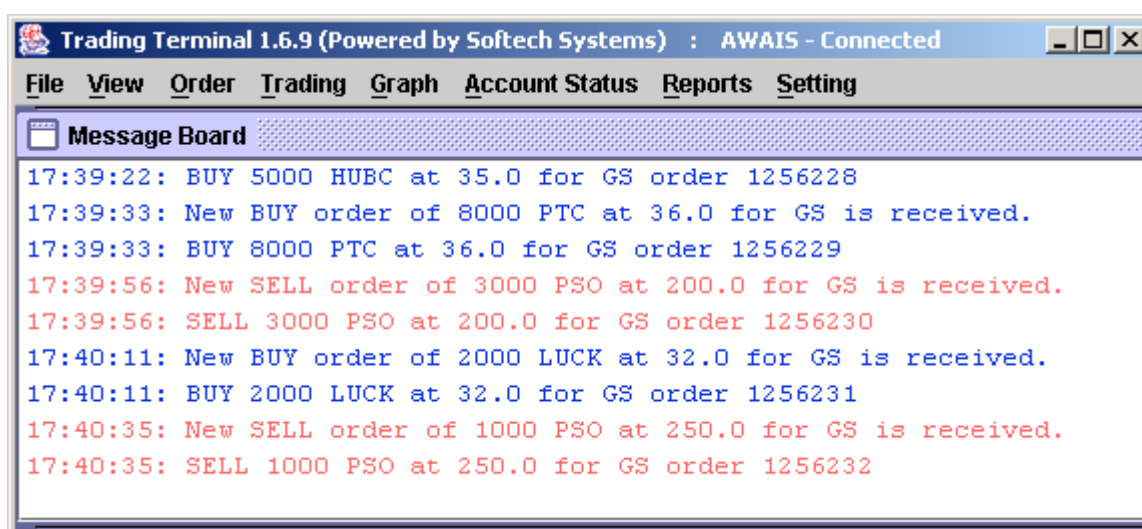 Trading Terminal 1.6.9 (Powered by Softech Systems) : AWAIS - Connected
File View Order Trading Graph Account Status Reports Setting
Message Board
17:39:22: BUY 5000 HUBC at 35.0 for GS order 1256228
17:39:33: New BUY order of 8000 PTC at 36.0 for GS is received.
17:39:33: BUY 8000 PTC at 36.0 for GS order 1256229
17:39:56: New SELL order of 3000 PSO at 200.0 for GS is received.
17:39:56: SELL 3000 PSO at 200.0 for GS order 1256230
17:40:11: New BUY order of 2000 LUCK at 32.0 for GS is received.
17:40:11: BUY 2000 LUCK at 32.0 for GS order 1256231
17:40:35: New SELL order of 1000 PSO at 250.0 for GS is received.
17:40:35: SELL 1000 PSO at 250.0 for GS order 1256232